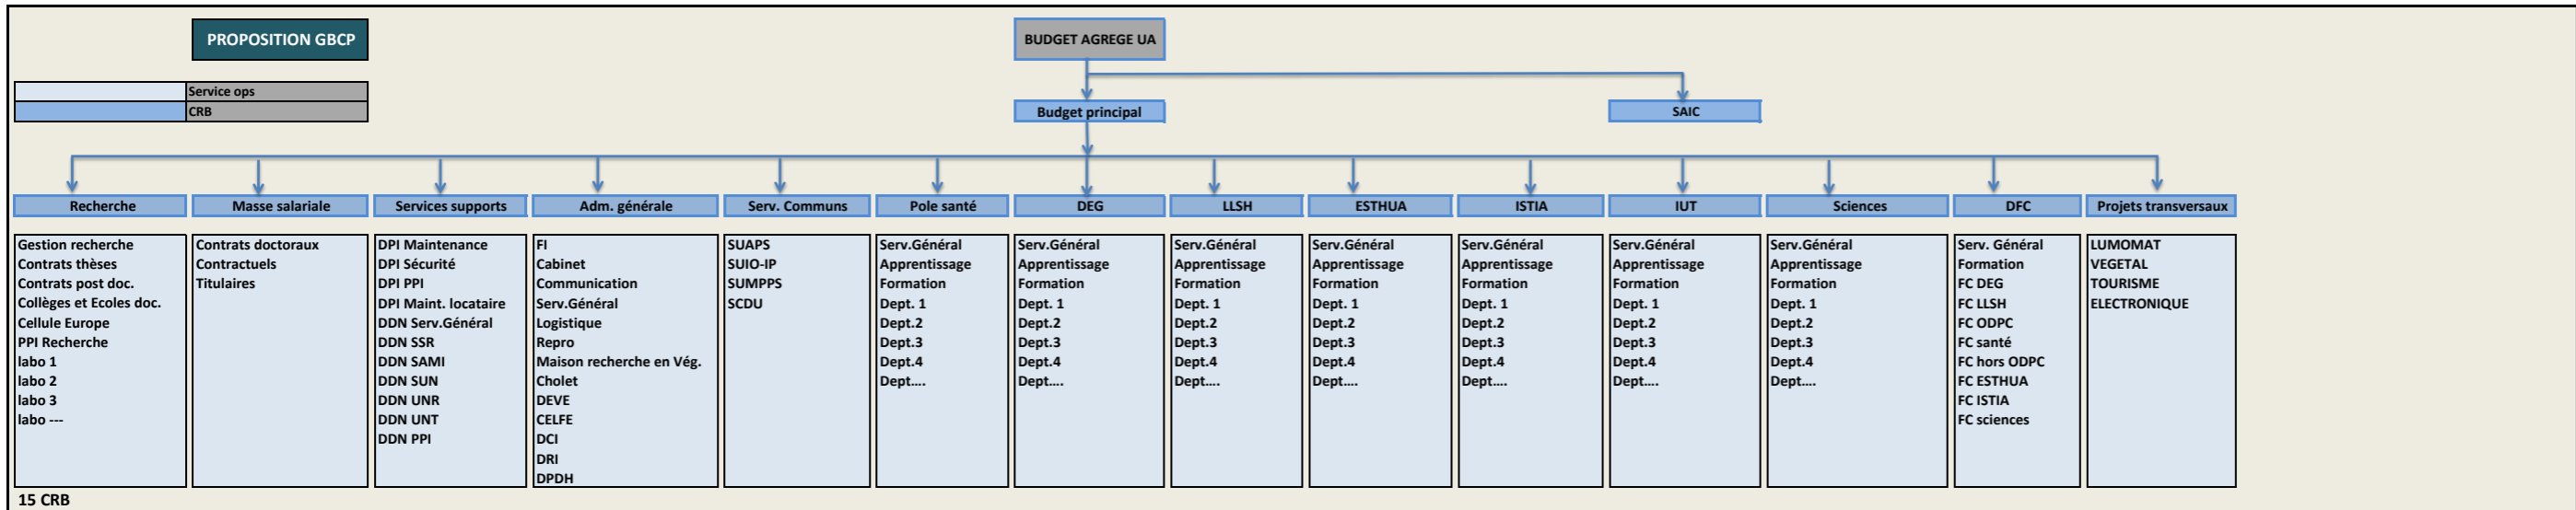 PROPOSITION GBCP
BUDGET AGREGE UA
Service ops
CRB
Budget principal
SAIC
Recherche
Masse salariale
Services supports
Adm. générale
Serv. Communs
Pole santé
DEG
LLSH
ESTHUA
ISTIA
IUT
Sciences
DFC
Projets transversaux
Gestion recherche
Contrats thèses
Contrats post doc.
Collèges et Ecoles doc.
Cellule Europe
PPI Recherche
labo 1
labo 2
labo 3
labo ---
Contrats doctoraux
Contractuels
Titulaires
DPI Maintenance
DPI Sécurité
DPI PPI
DPI Maint. locataire
DDN Serv.Général
DDN SSR
DDN SAMI
DDN SUN
DDN UNR
DDN UNT
DDN PPI
FI
Cabinet
Communication
Serv.Général
Logistique
Repro
Maison recherche en Vég.
Cholet
DEVE
CELFE
DCI
DRI
DPDH
SUAPS
SUIO-IP
SUMPPS
SCDU
Serv.Général
Apprentissage
Formation
Dept. 1
Dept.2
Dept.3
Dept.4
Dept....
Serv.Général
Apprentissage
Formation
Dept. 1
Dept.2
Dept.3
Dept.4
Dept....
Serv.Général
Apprentissage
Formation
Dept. 1
Dept.2
Dept.3
Dept.4
Dept....
Serv.Général
Apprentissage
Formation
Dept. 1
Dept.2
Dept.3
Dept.4
Dept....
Serv.Général
Apprentissage
Formation
Dept. 1
Dept.2
Dept.3
Dept.4
Dept....
Serv.Général
Apprentissage
Formation
Dept. 1
Dept.2
Dept.3
Dept.4
Dept....
Serv.Général
Apprentissage
Formation
Dept. 1
Dept.2
Dept.3
Dept.4
Dept....
Serv. Général
Formation
FC DEG
FC LLSH
FC ODPC
FC santé
FC hors ODPC
FC ESTHUA
FC ISTIA
FC sciences
LUMOMAT
VEGETAL
TOURISME
ELECTRONIQUE
15 CRB